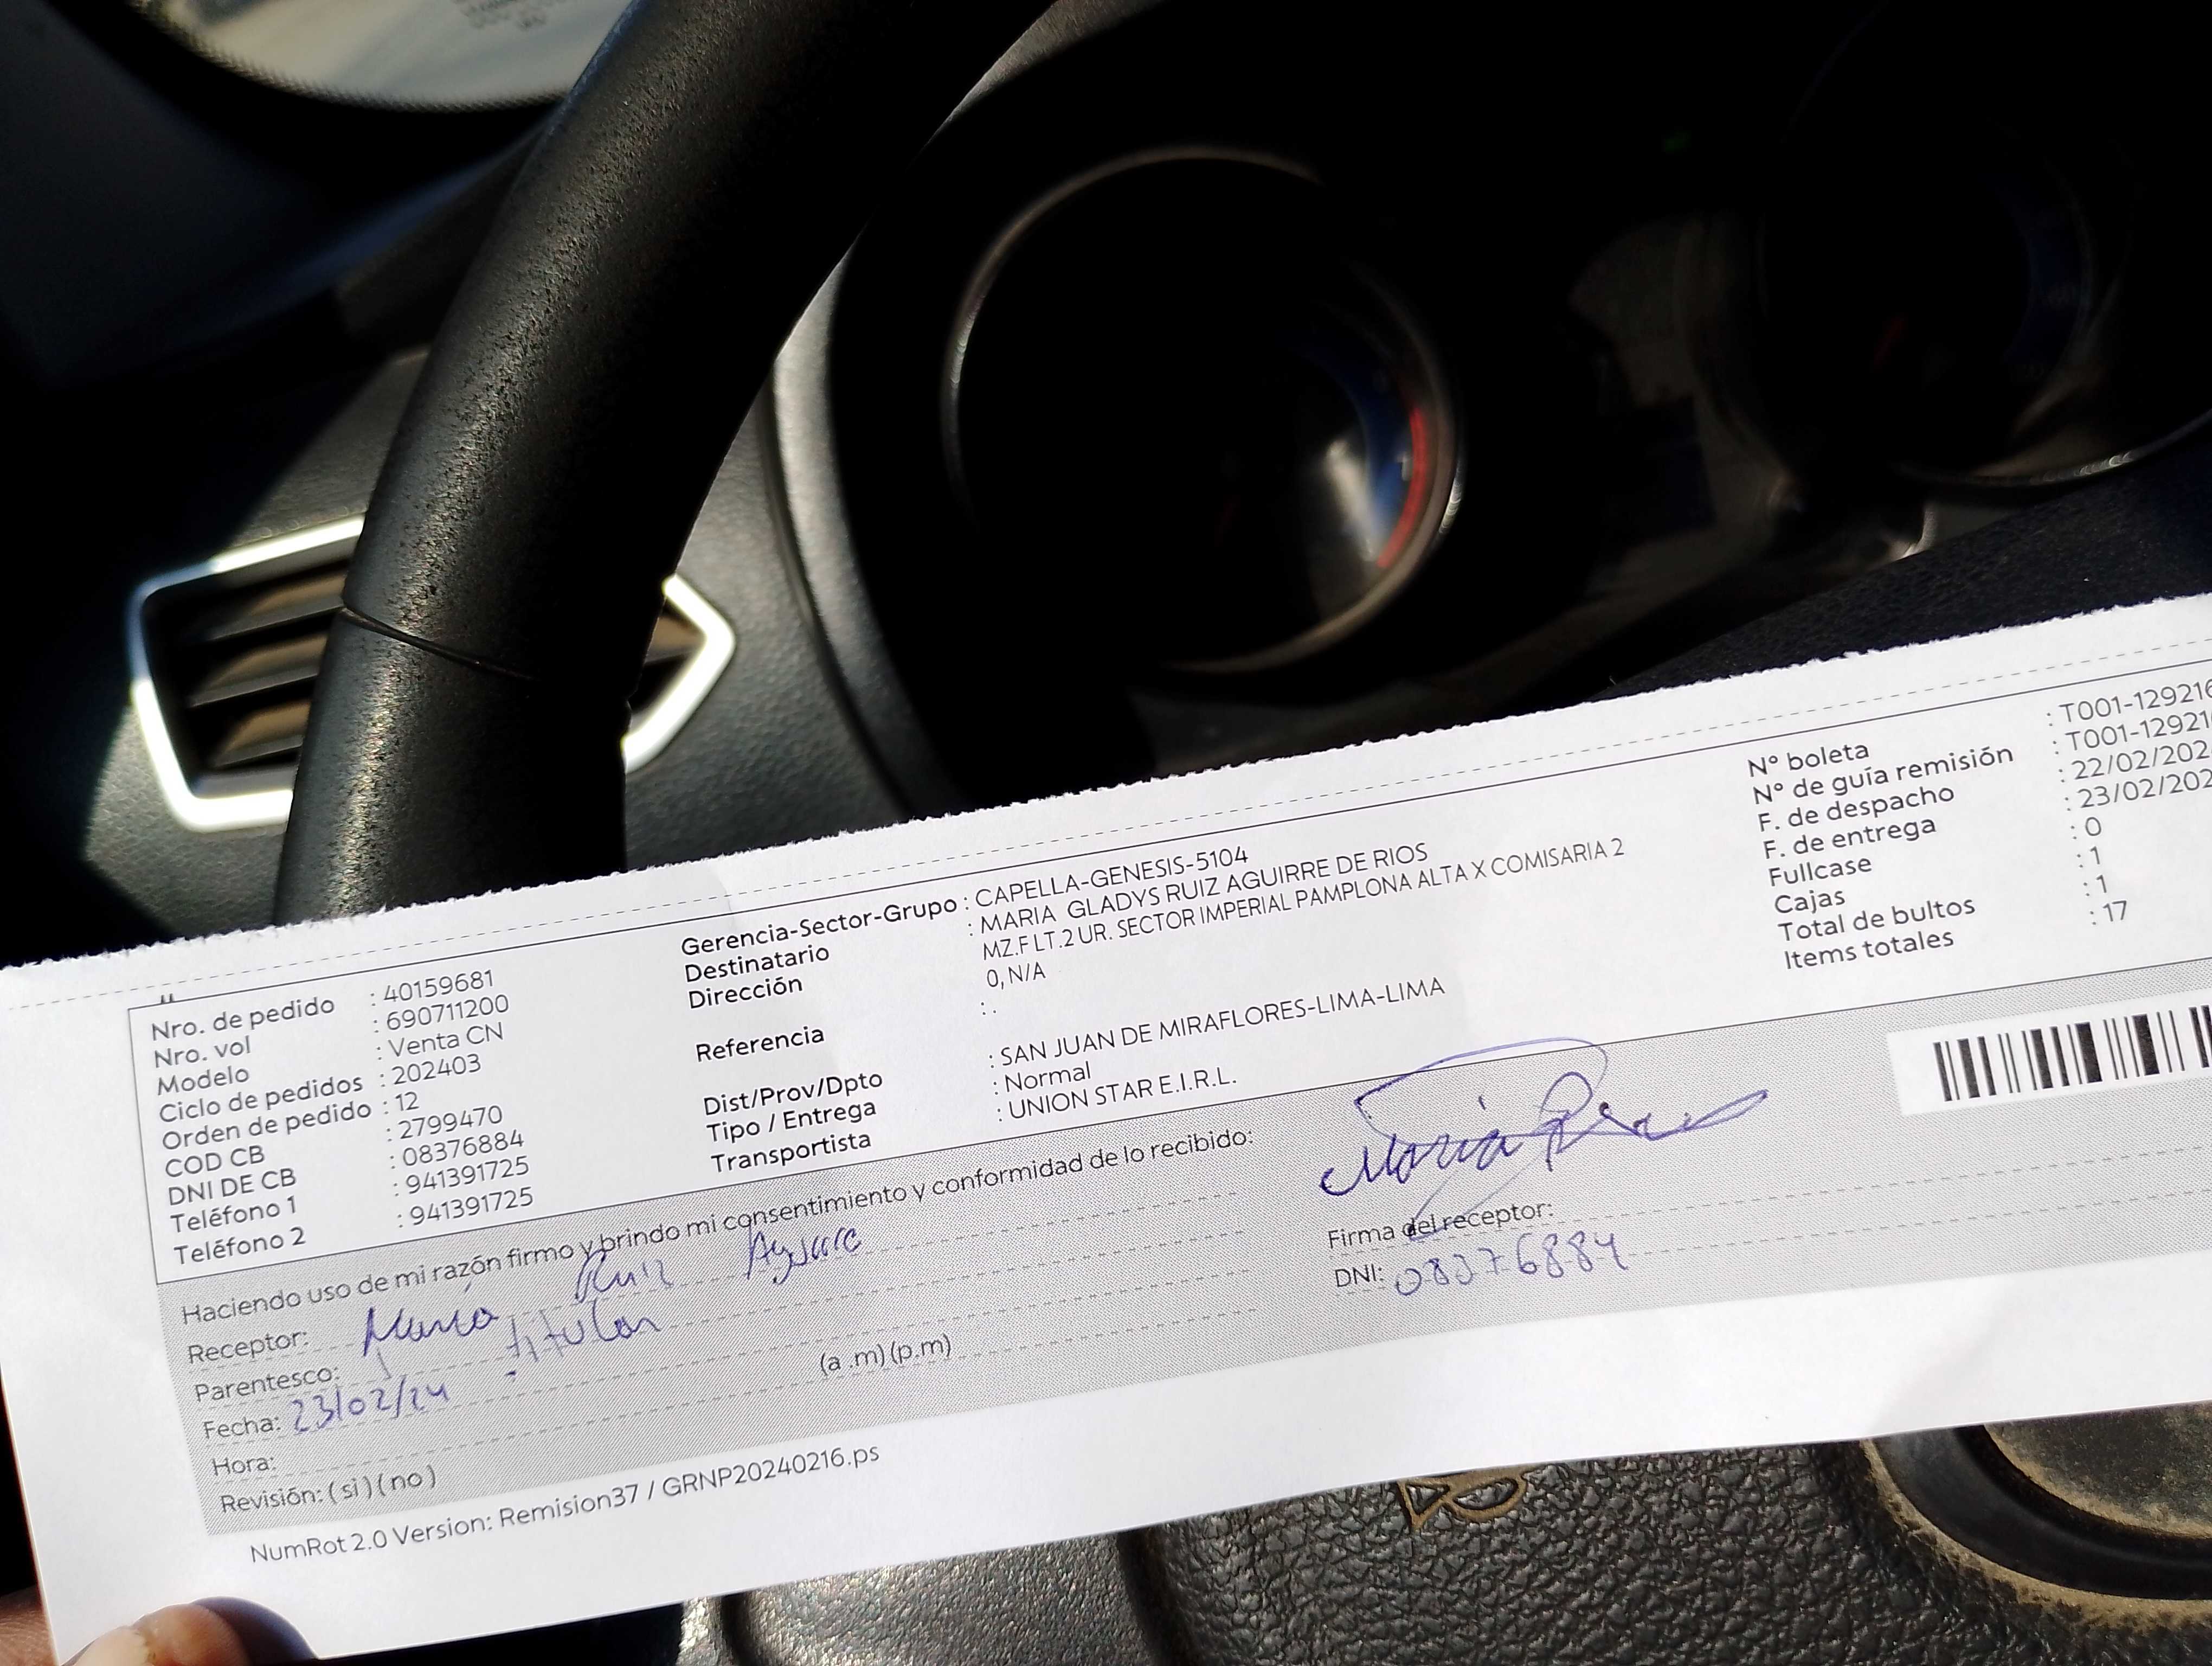 Nro. de pedido : 40159681
Nro. vol : 690711200
Modelo : Venta CN
Ciclo de pedidos : 202403
Orden de pedido : 12
COD CB : 2799470
DNI DE CB : 08376884
Teléfono 1 : 941391725
Teléfono 2 : 941391725
Gerencia-Sector-Grupo : CAPELLA-GENESIS-5104
Destinatario : MARIA GLADYS RUIZ AGUIRRE DE RIOS
Dirección MZ.F LT.2 UR. SECTOR IMPERIAL PAMPLONA ALTA X COMISARIA 2
0, N/A
Referencia : .
Dist/Prov/Dpto : SAN JUAN DE MIRAFLORES-LIMA-LIMA
Tipo / Entrega : Normal
Transportista : UNION STAR E.I.R.L.
Nº boleta : T001-129216
Nº de guía remisión : T001-12921
F. de despacho : 22/02/202
F. de entrega : 23/02/202
Fullcase : 0
Cajas : 1
Total de bultos : 1
Items totales : 17
Haciendo uso de mi razón firmo y brindo mi consentimiento y conformidad de lo recibido:
Receptor: Maria Ruiz Aguirre
Parentesco: titular
Fecha: 23/02/24
Hora: (a .m) (p.m)
Revisión: ( si ) ( no )
Maria
Firma del receptor:
DNI: 08376884
NumRot 2.0 Version: Remision37 / GRNP20240216.ps